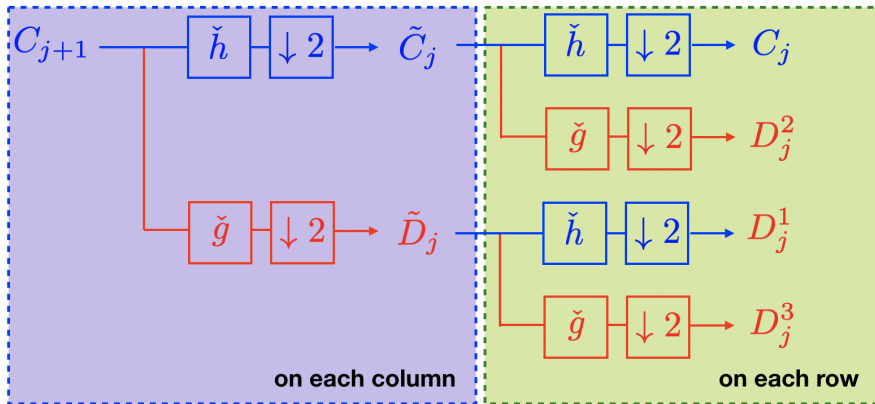 C_{j+1} ȟ ↓ 2 C̃_j ȟ ↓ 2 C_j
ǧ ↓ 2 D_j^2
ǧ ↓ 2 D̃_j ȟ ↓ 2 D_j^1
ǧ ↓ 2 D_j^3
on each column on each row